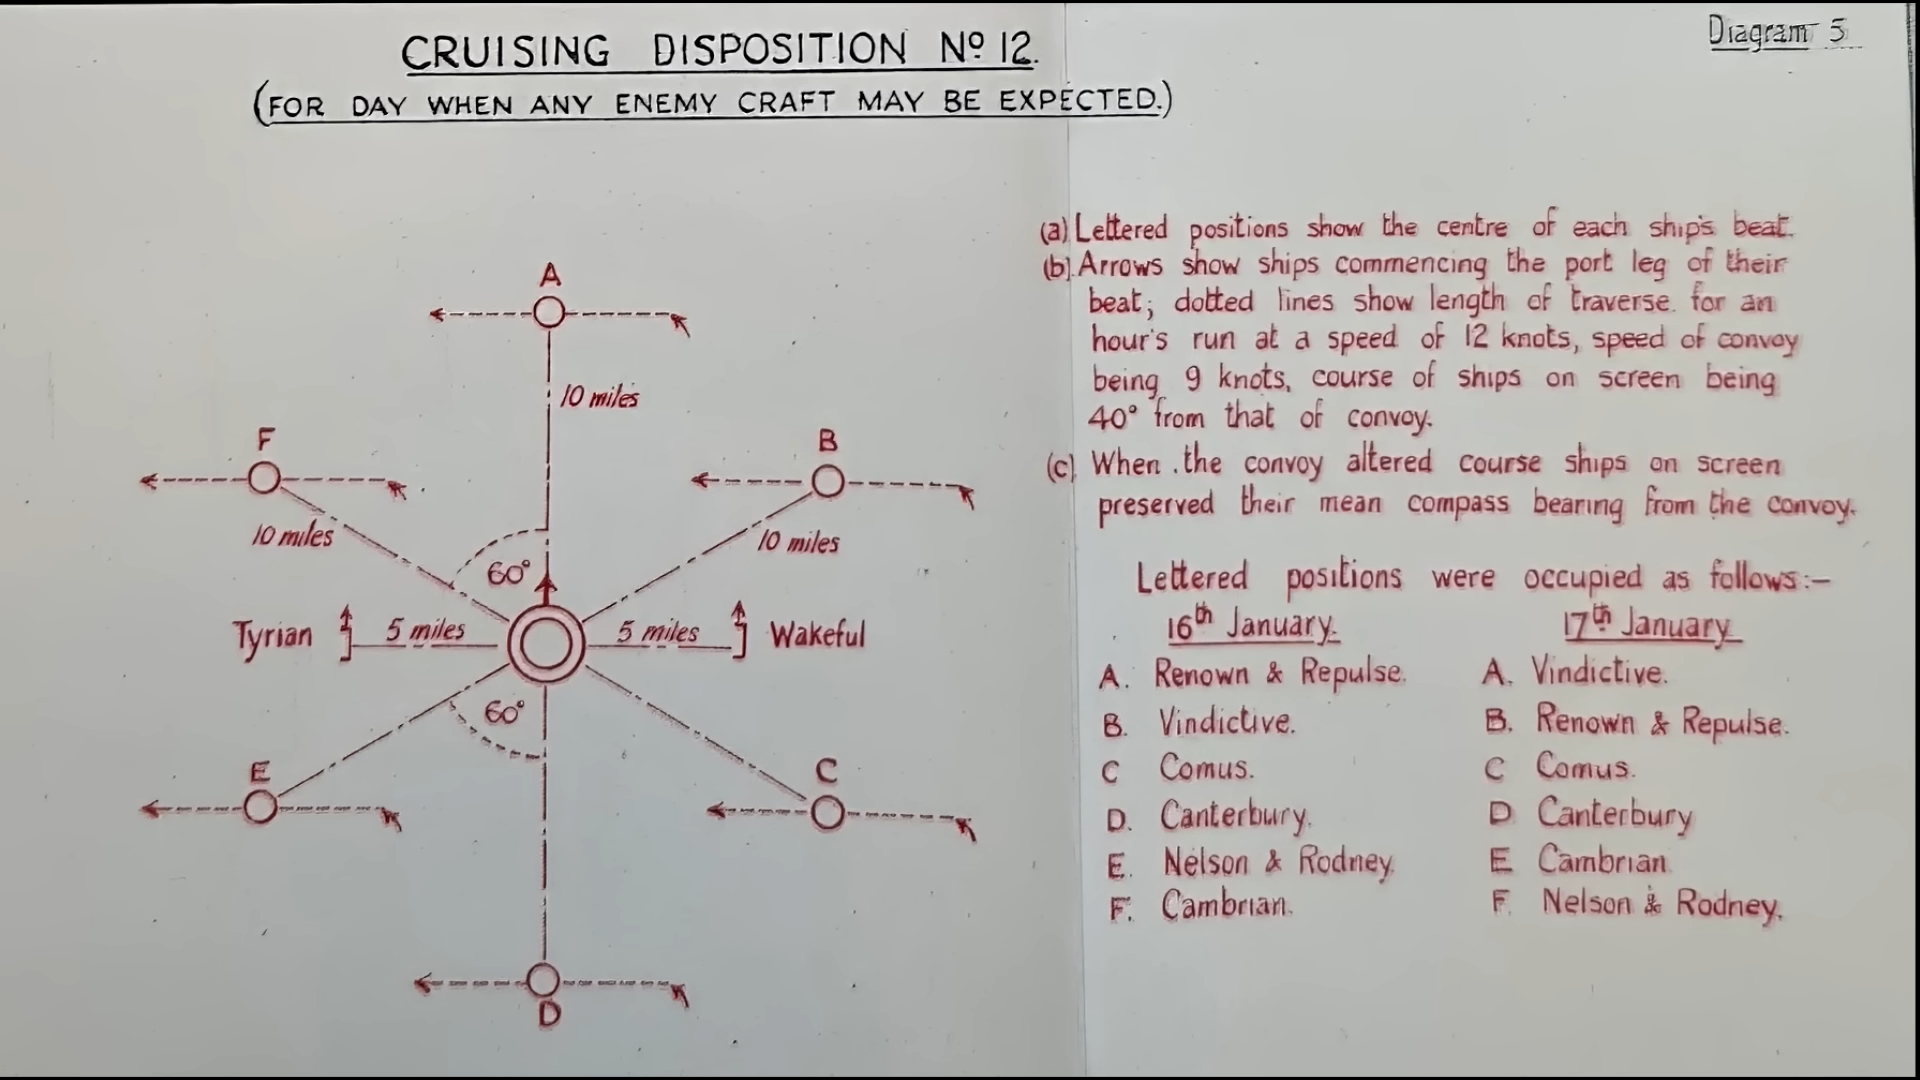 Diagram 5
CRUISING DISPOSITION Nº 12.
(FOR DAY WHEN ANY ENEMY CRAFT MAY BE EXPECTED.)
A
10 miles
F
B
10 miles
10 miles
60°
Tyrian
5 miles
5 miles
Wakeful
60°
E
C
D
(a) Lettered positions show the centre of each ship's beat.
(b) Arrows show ships commencing the port leg of their
beat; dotted lines show length of traverse for an
hour's run at a speed of 12 knots, speed of convoy
being 9 knots, course of ships on screen being
40° from that of convoy.
(c) When the convoy altered course ships on screen
preserved their mean compass bearing from the convoy.
Lettered positions were occupied as follows:-
16th January.
A. Renown & Repulse.
B. Vindictive.
C Comus.
D. Canterbury.
E. Nelson & Rodney.
F. Cambrian.
17th January
A. Vindictive.
B. Renown & Repulse.
C Comus.
D Canterbury
E Cambrian
F. Nelson & Rodney.